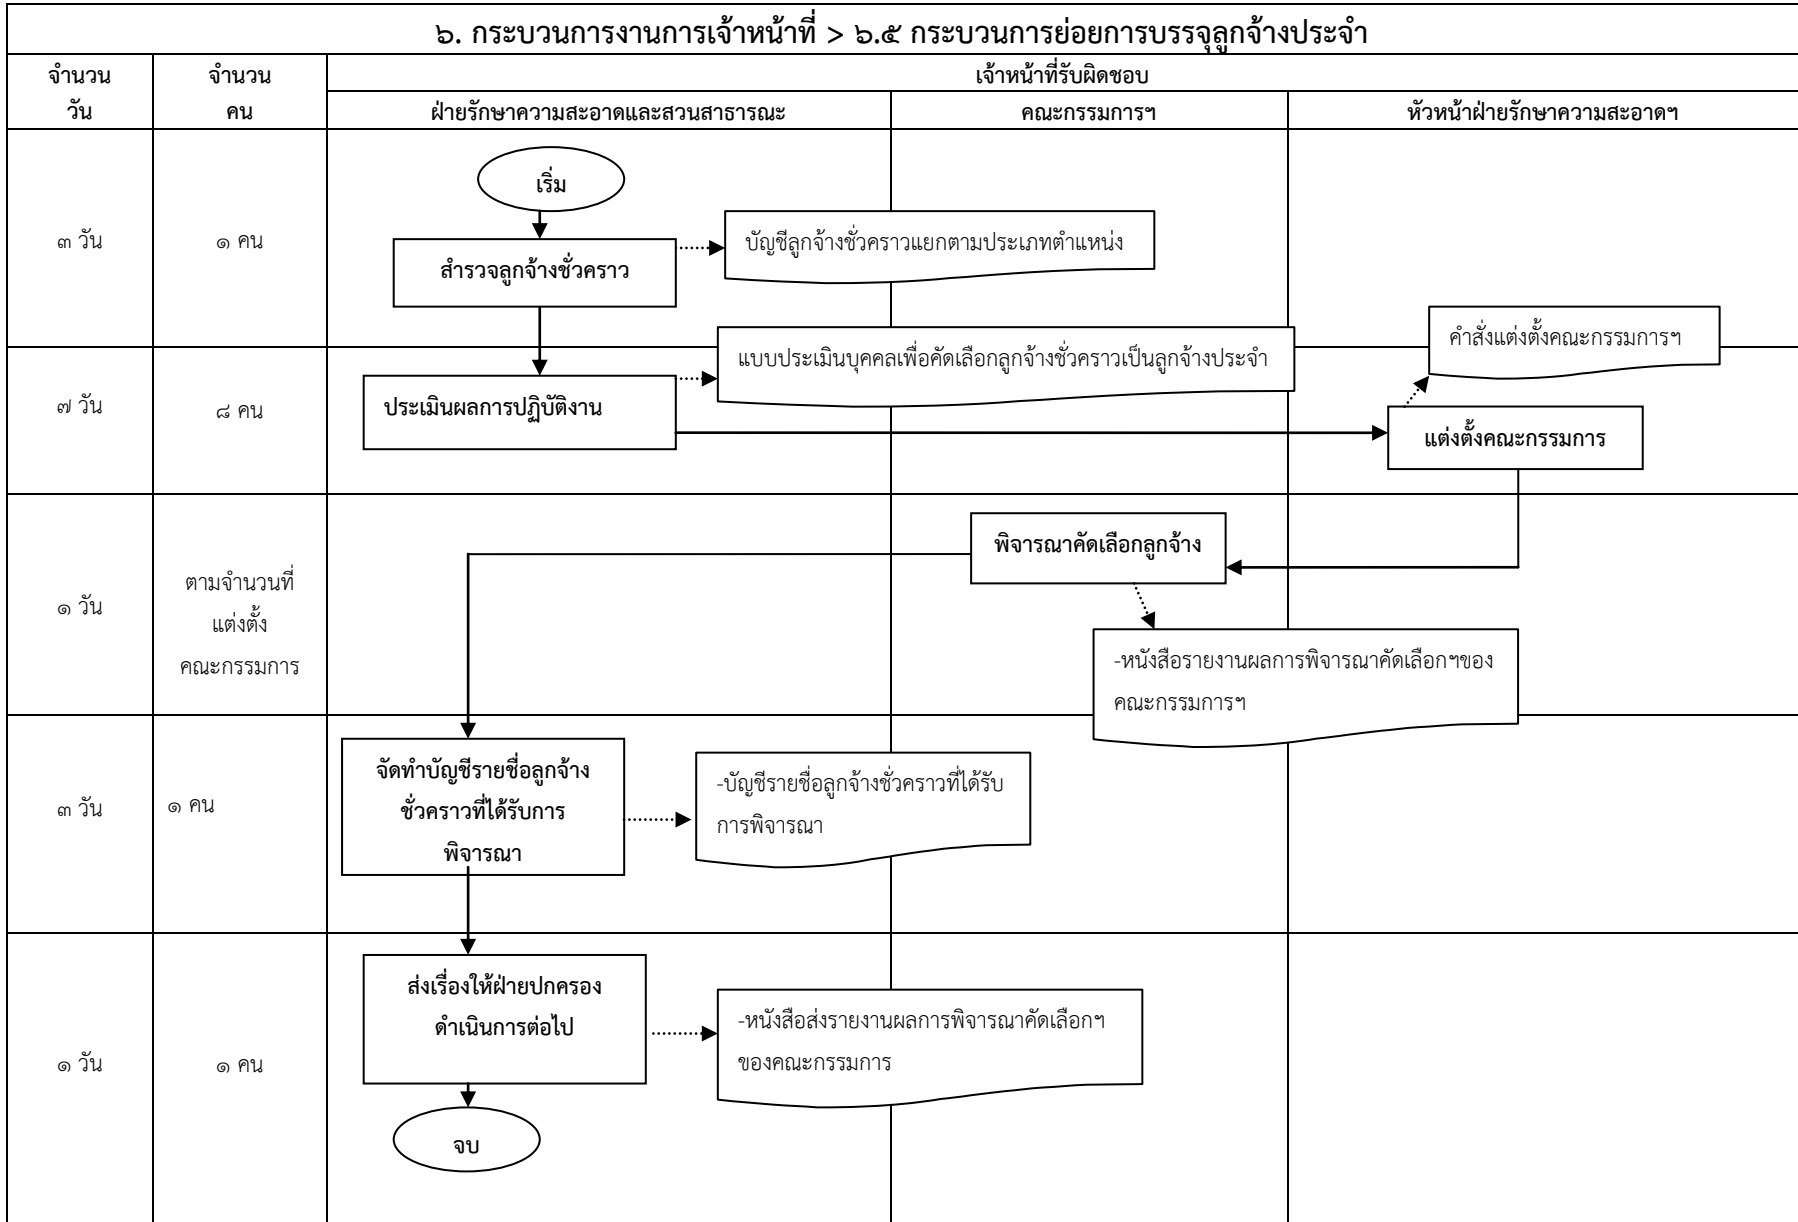 ๖. กระบวนการงานการเจ้าหน้าที่ > ๖.๕ กระบวนการย่อยการบรรจุลูกจ้างประจำ
จำนวน
วัน
จำนวน
คน
เจ้าหน้าที่รับผิดชอบ
ฝ่ายรักษาความสะอาดและสวนสาธารณะ
คณะกรรมการฯ
หัวหน้าฝ่ายรักษาความสะอาดฯ
๓ วัน
๑ คน
เริ่ม
สำรวจลูกจ้างชั่วคราว
บัญชีลูกจ้างชั่วคราวแยกตามประเภทตำแหน่ง
๗ วัน
๘ คน
ประเมินผลการปฏิบัติงาน
แบบประเมินบุคคลเพื่อคัดเลือกลูกจ้างชั่วคราวเป็นลูกจ้างประจำ
คำสั่งแต่งตั้งคณะกรรมการฯ
แต่งตั้งคณะกรรมการ
๑ วัน
ตามจำนวนที่
แต่งตั้ง
คณะกรรมการ
พิจารณาคัดเลือกลูกจ้าง
-หนังสือรายงานผลการพิจารณาคัดเลือกฯของ
คณะกรรมการฯ
๓ วัน
๑ คน
จัดทำบัญชีรายชื่อลูกจ้าง
ชั่วคราวที่ได้รับการ
พิจารณา
-บัญชีรายชื่อลูกจ้างชั่วคราวที่ได้รับ
การพิจารณา
๑ วัน
๑ คน
ส่งเรื่องให้ฝ่ายปกครอง
ดำเนินการต่อไป
-หนังสือส่งรายงานผลการพิจารณาคัดเลือกฯ
ของคณะกรรมการ
จบ